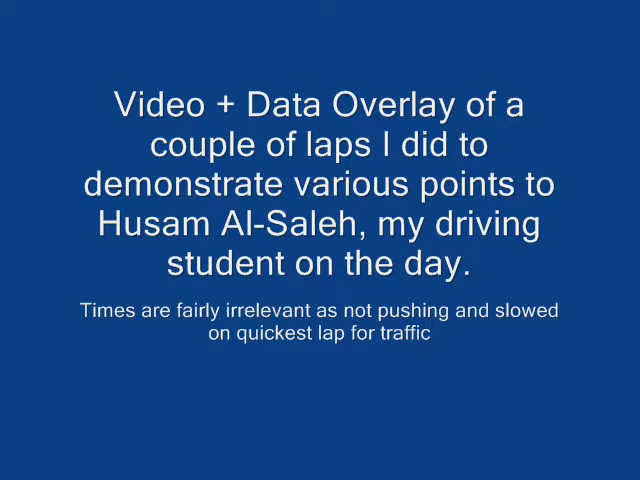 Video + Data Overlay of a
couple of laps I did to
demonstrate various points to
Husam Al-Saleh, my driving
student on the day.
Times are fairly irrelevant as not pushing and slowed
on quickest lap for traffic